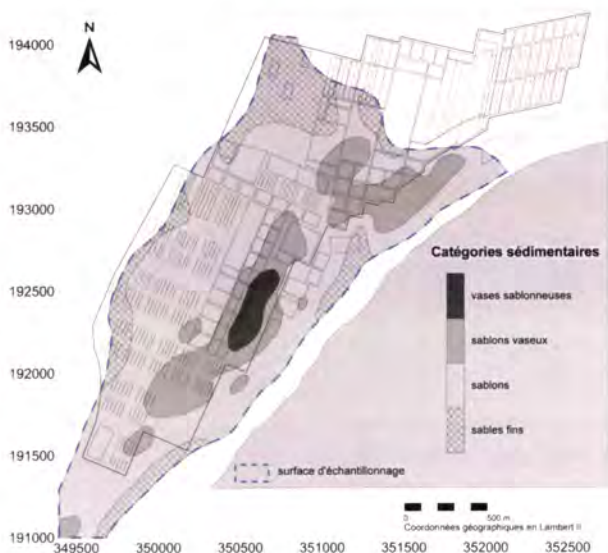 N
194000
193500
193000
192500
192000
191500
191000
349500 350000 350500 351000 351500 352000 352500
Catégories sédimentaires
vases sablonneuses
sablons vaseux
sablons
sables fins
surface d'échantillonnage
0 500 m
Coordonnées géographiques en Lambert II